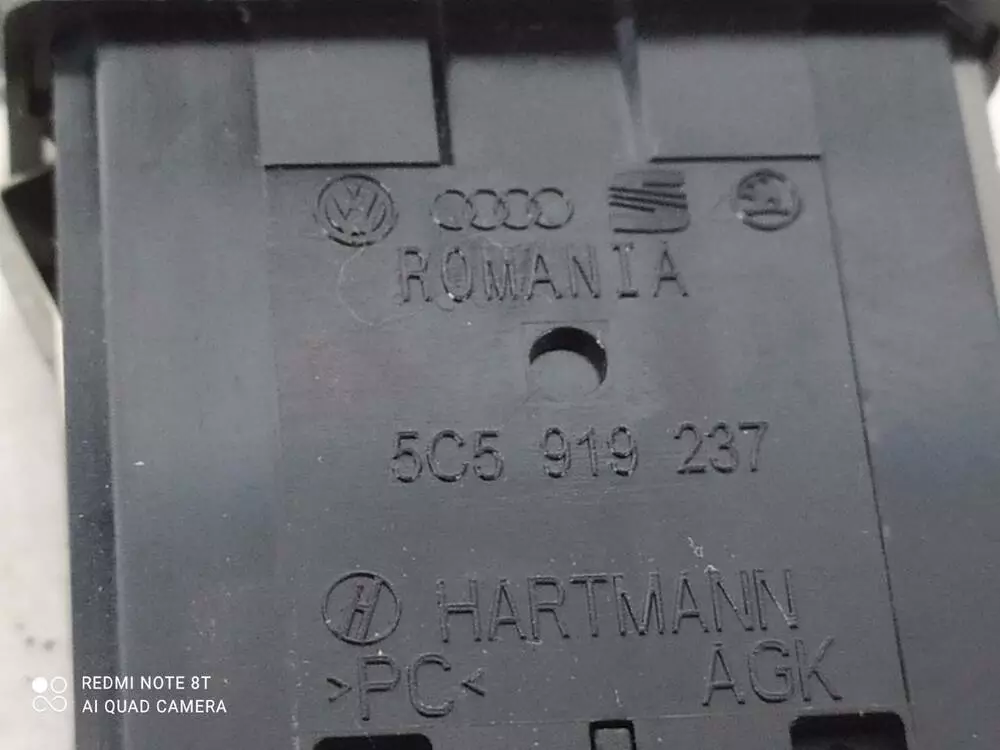 ROMANIA
5C5 919 237
H HARTMANN
>PC< AGK
REDMI NOTE 8T
AI QUAD CAMERA